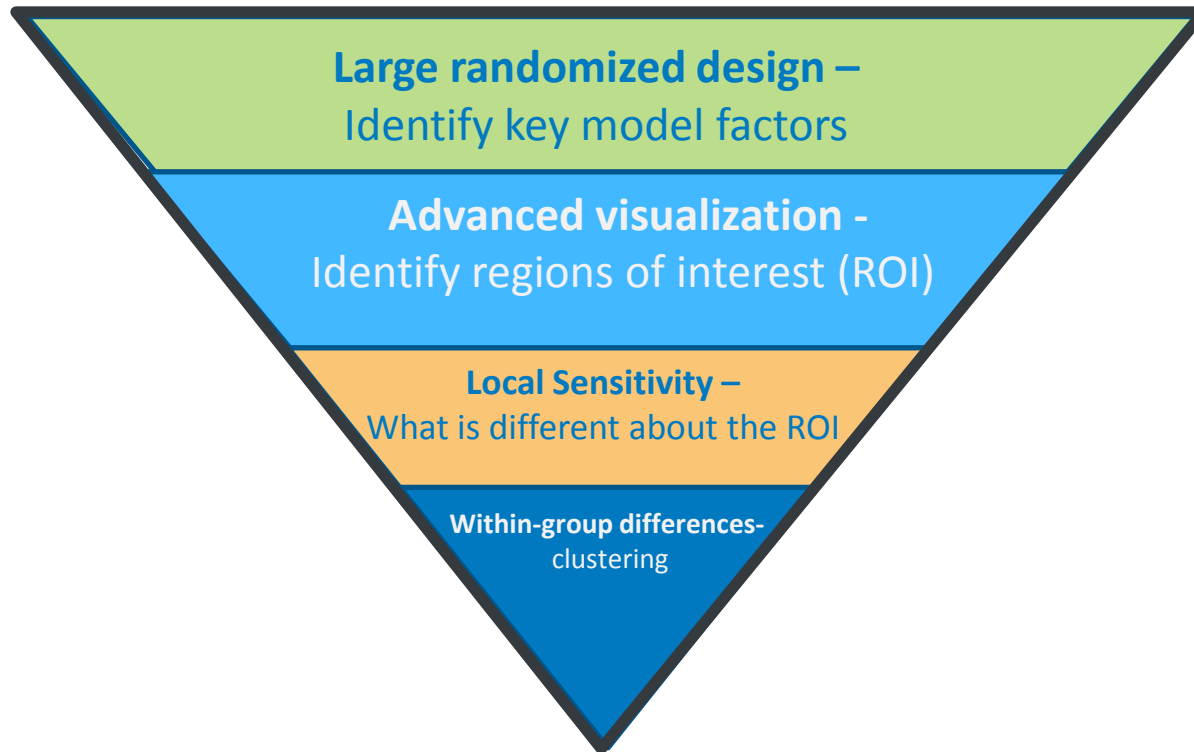 Large randomized design –
Identify key model factors
Advanced visualization -
Identify regions of interest (ROI)
Local Sensitivity –
What is different about the ROI
Within-group differences-
clustering